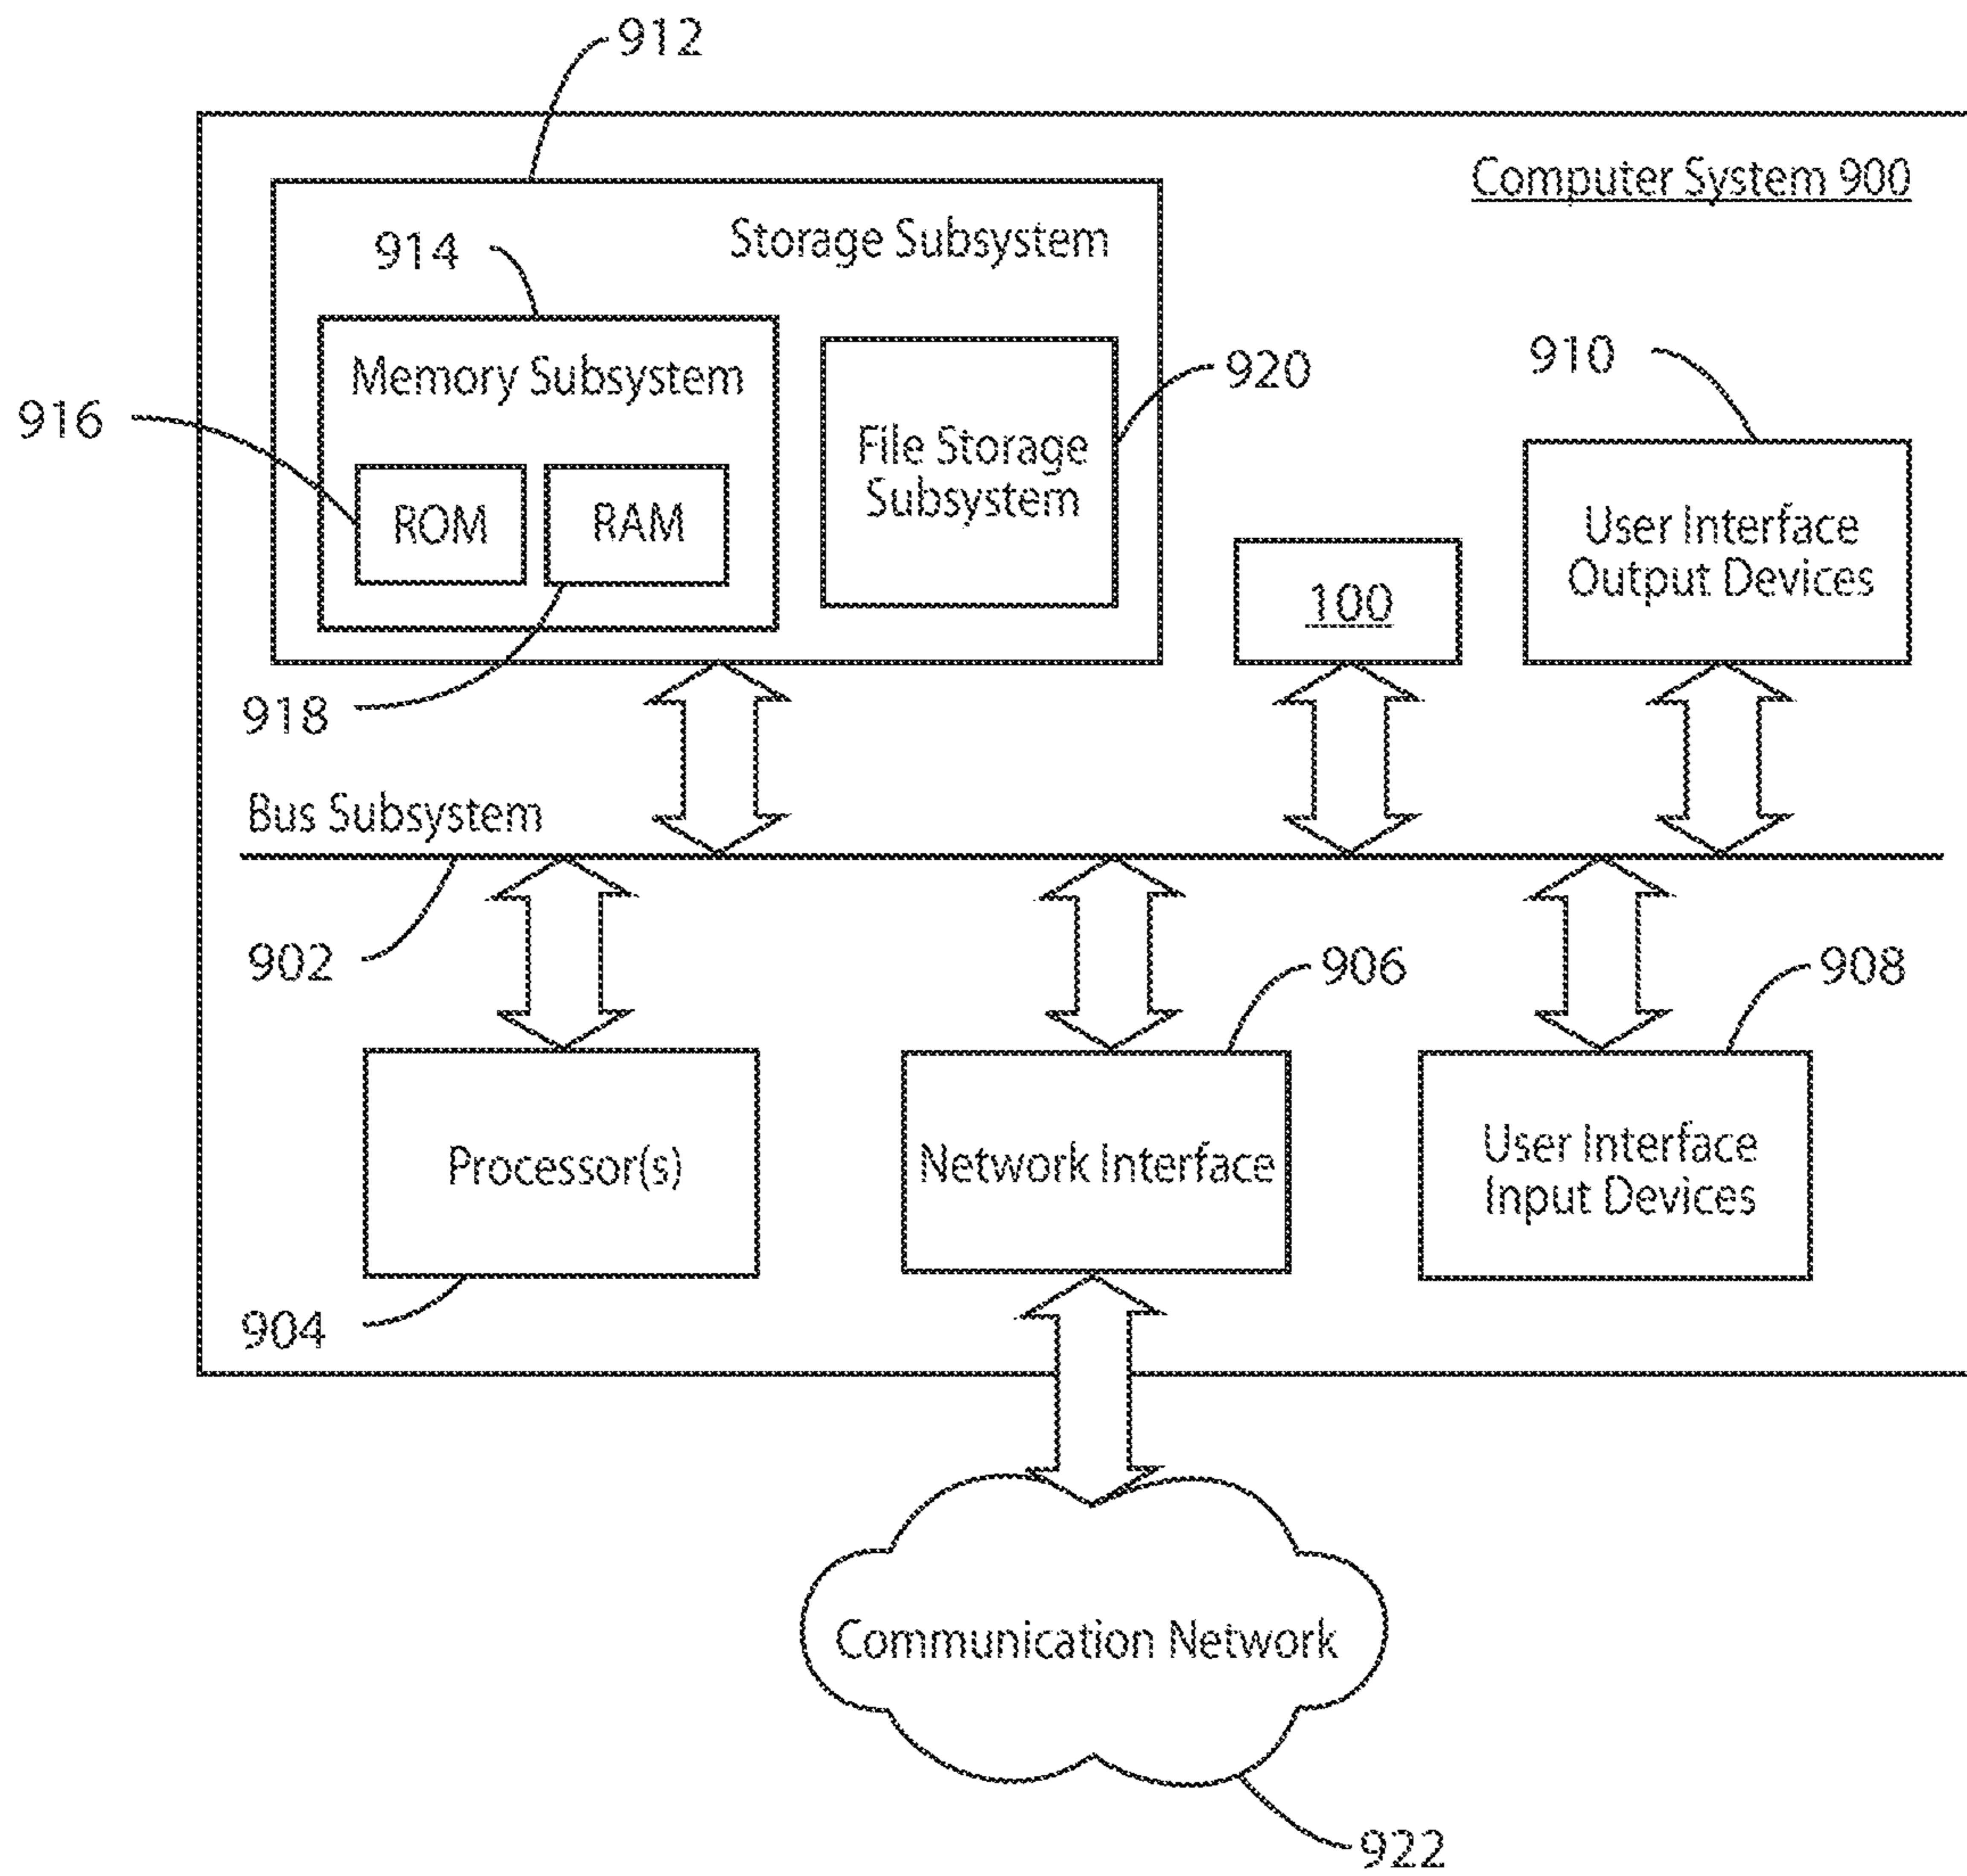 912
Computer System 900
Storage Subsystem
914
Memory Subsystem
916
ROM
RAM
File Storage
Subsystem
920
910
User Interface
Output Devices
100
918
Bus Subsystem
902
906
908
Processor(s)
Network Interface
User Interface
Input Devices
904
Communication Network
922